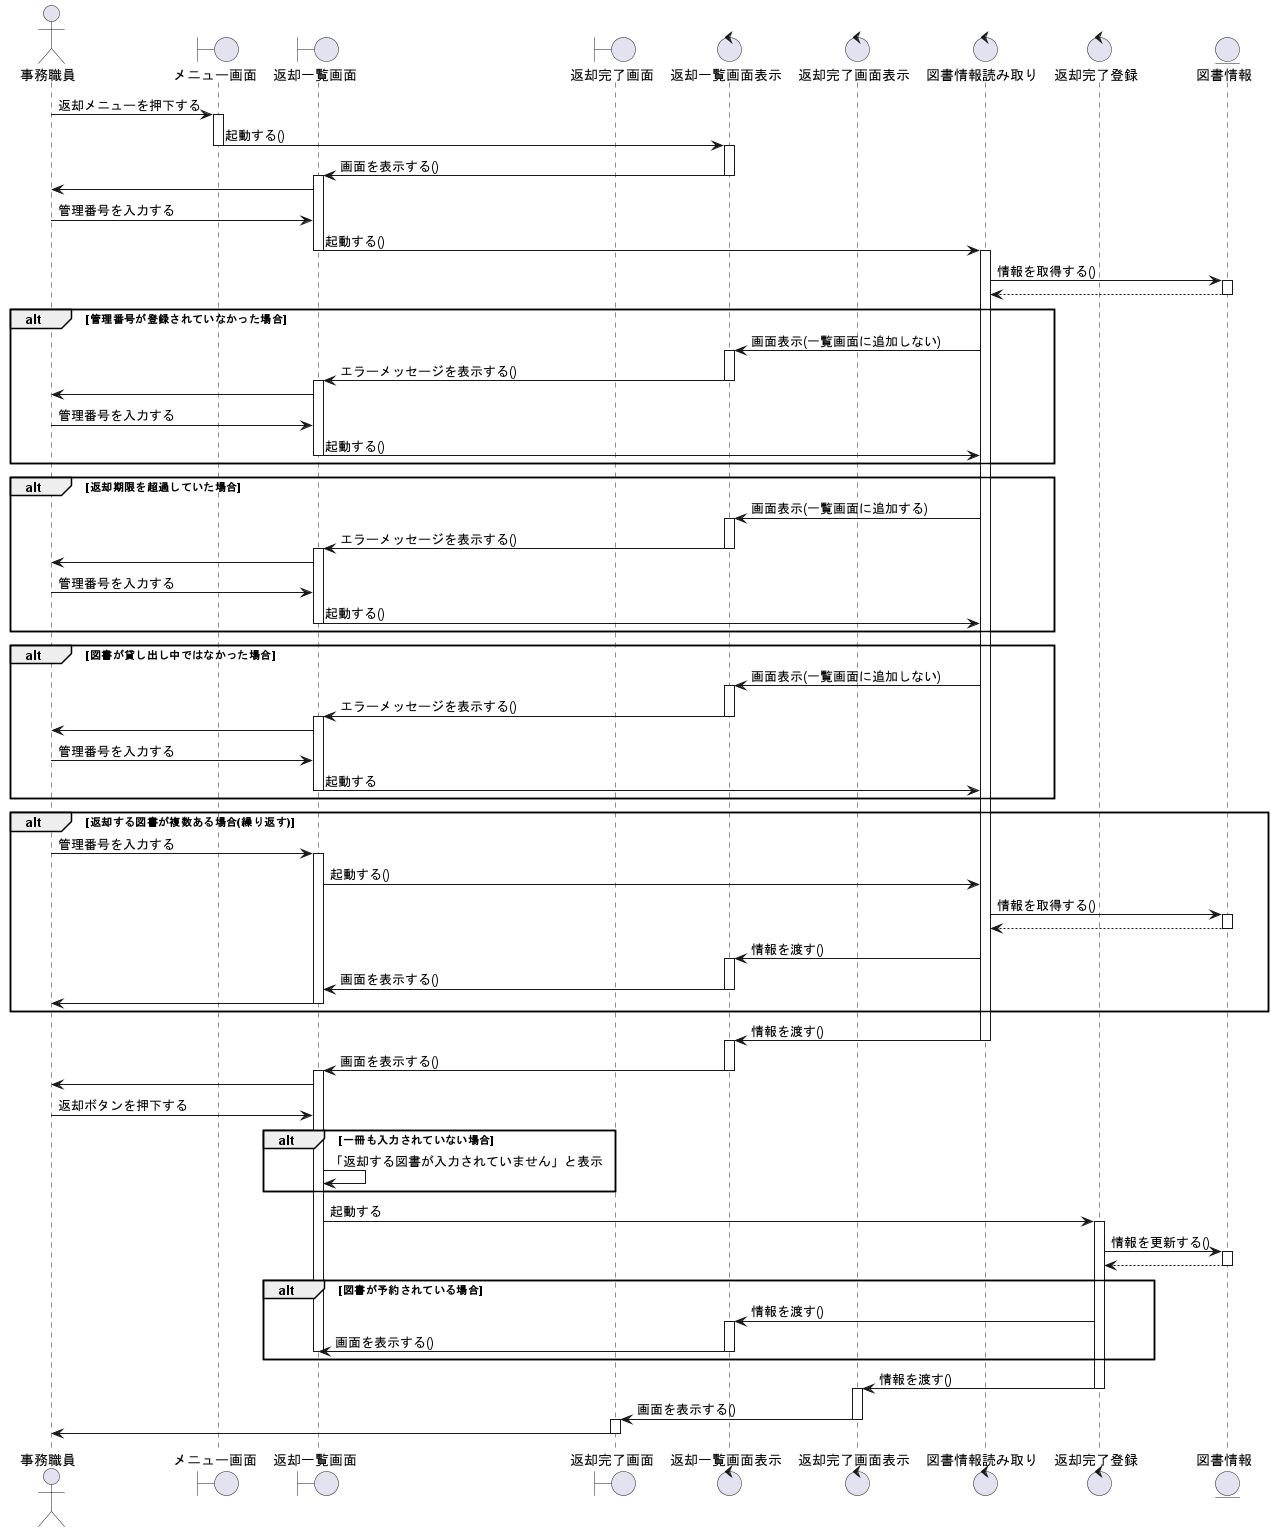 事務職員
メニュー画面
返却一覧画面
返却完了画面
返却一覧画面表示
返却完了画面表示
図書情報読み取り
返却完了登録
図書情報
返却メニューを押下する
起動する()
画面を表示する()
管理番号を入力する
起動する()
情報を取得する()
alt [管理番号が登録されていなかった場合]
画面表示(一覧画面に追加しない)
エラーメッセージを表示する()
管理番号を入力する
起動する()
alt [返却期限を超過していた場合]
画面表示(一覧画面に追加する)
エラーメッセージを表示する()
管理番号を入力する
起動する()
alt [図書が貸し出し中ではなかった場合]
画面表示(一覧画面に追加しない)
エラーメッセージを表示する()
管理番号を入力する
起動する
alt [返却する図書が複数ある場合(繰り返す)]
管理番号を入力する
起動する()
情報を取得する()
情報を渡す()
画面を表示する()
情報を渡す()
画面を表示する()
返却ボタンを押下する
alt [一冊も入力されていない場合]
「返却する図書が入力されていません」と表示
起動する
情報を更新する()
alt [図書が予約されている場合]
情報を渡す()
画面を表示する()
情報を渡す()
画面を表示する()
事務職員
メニュー画面
返却一覧画面
返却完了画面
返却一覧画面表示
返却完了画面表示
図書情報読み取り
返却完了登録
図書情報